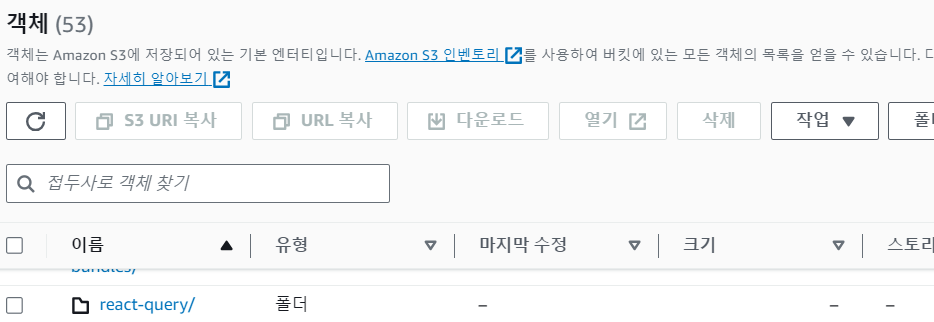 객체 (53)
객체는 Amazon S3에 저장되어 있는 기본 엔터티입니다. Amazon S3 인벤토리 를 사용하여 버킷에 있는 모든 객체의 목록을 얻을 수 있습니다. 다
여해야 합니다. 자세히 알아보기
S3 URI 복사 URL 복사 다운로드 열기 삭제 작업 폴더
접두사로 객체 찾기
이름 유형 마지막 수정 크기 스토리
bundles/
react-query/ 폴더 – – –